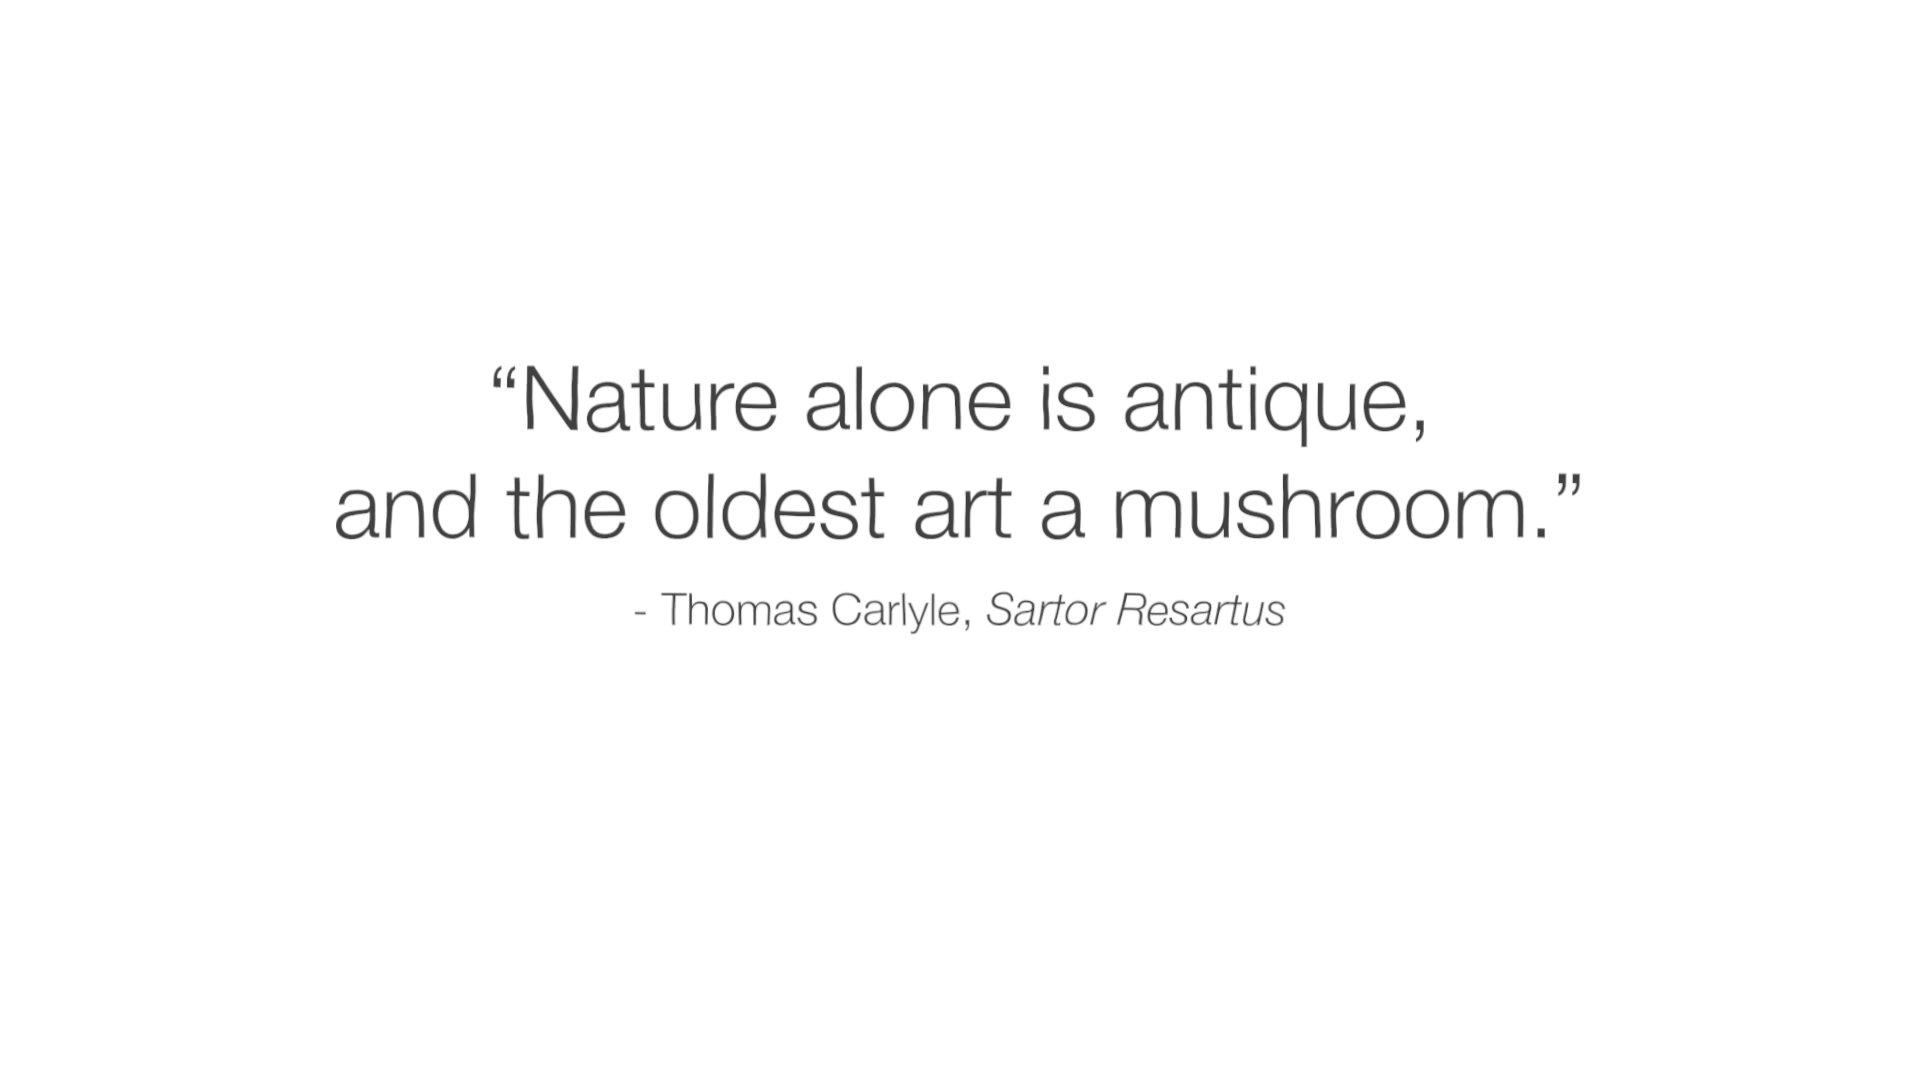 “Nature alone is antique,
and the oldest art a mushroom.”
- Thomas Carlyle, Sartor Resartus